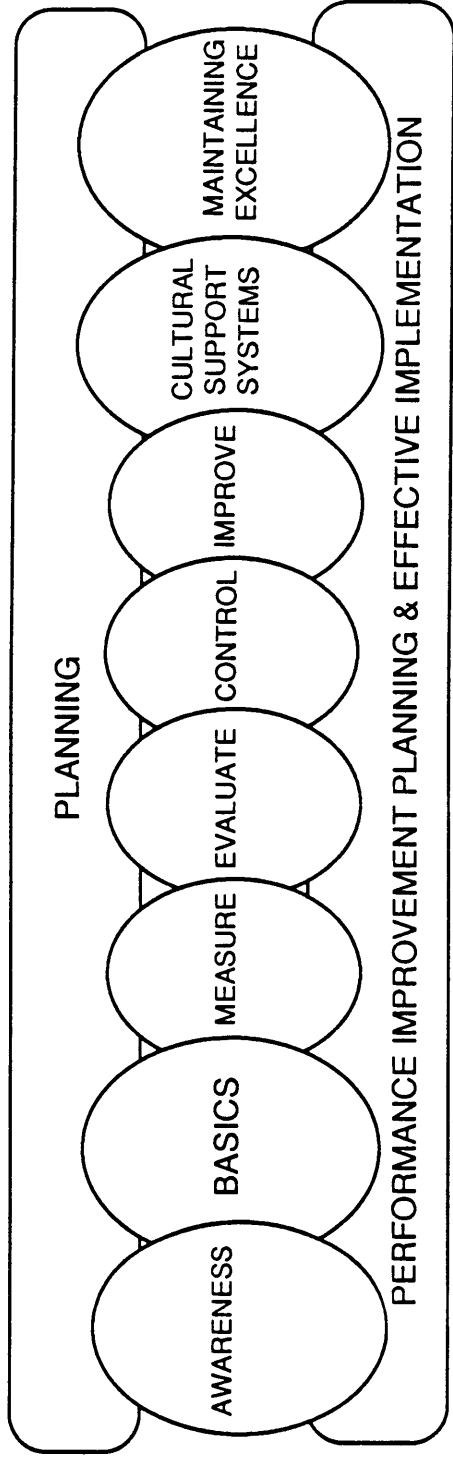 PLANNING
AWARENESS
BASICS
MEASURE
EVALUATE
CONTROL
IMPROVE
CULTURAL
SUPPORT
SYSTEMS
MAINTAINING
EXCELLENCE
PERFORMANCE IMPROVEMENT PLANNING & EFFECTIVE IMPLEMENTATION